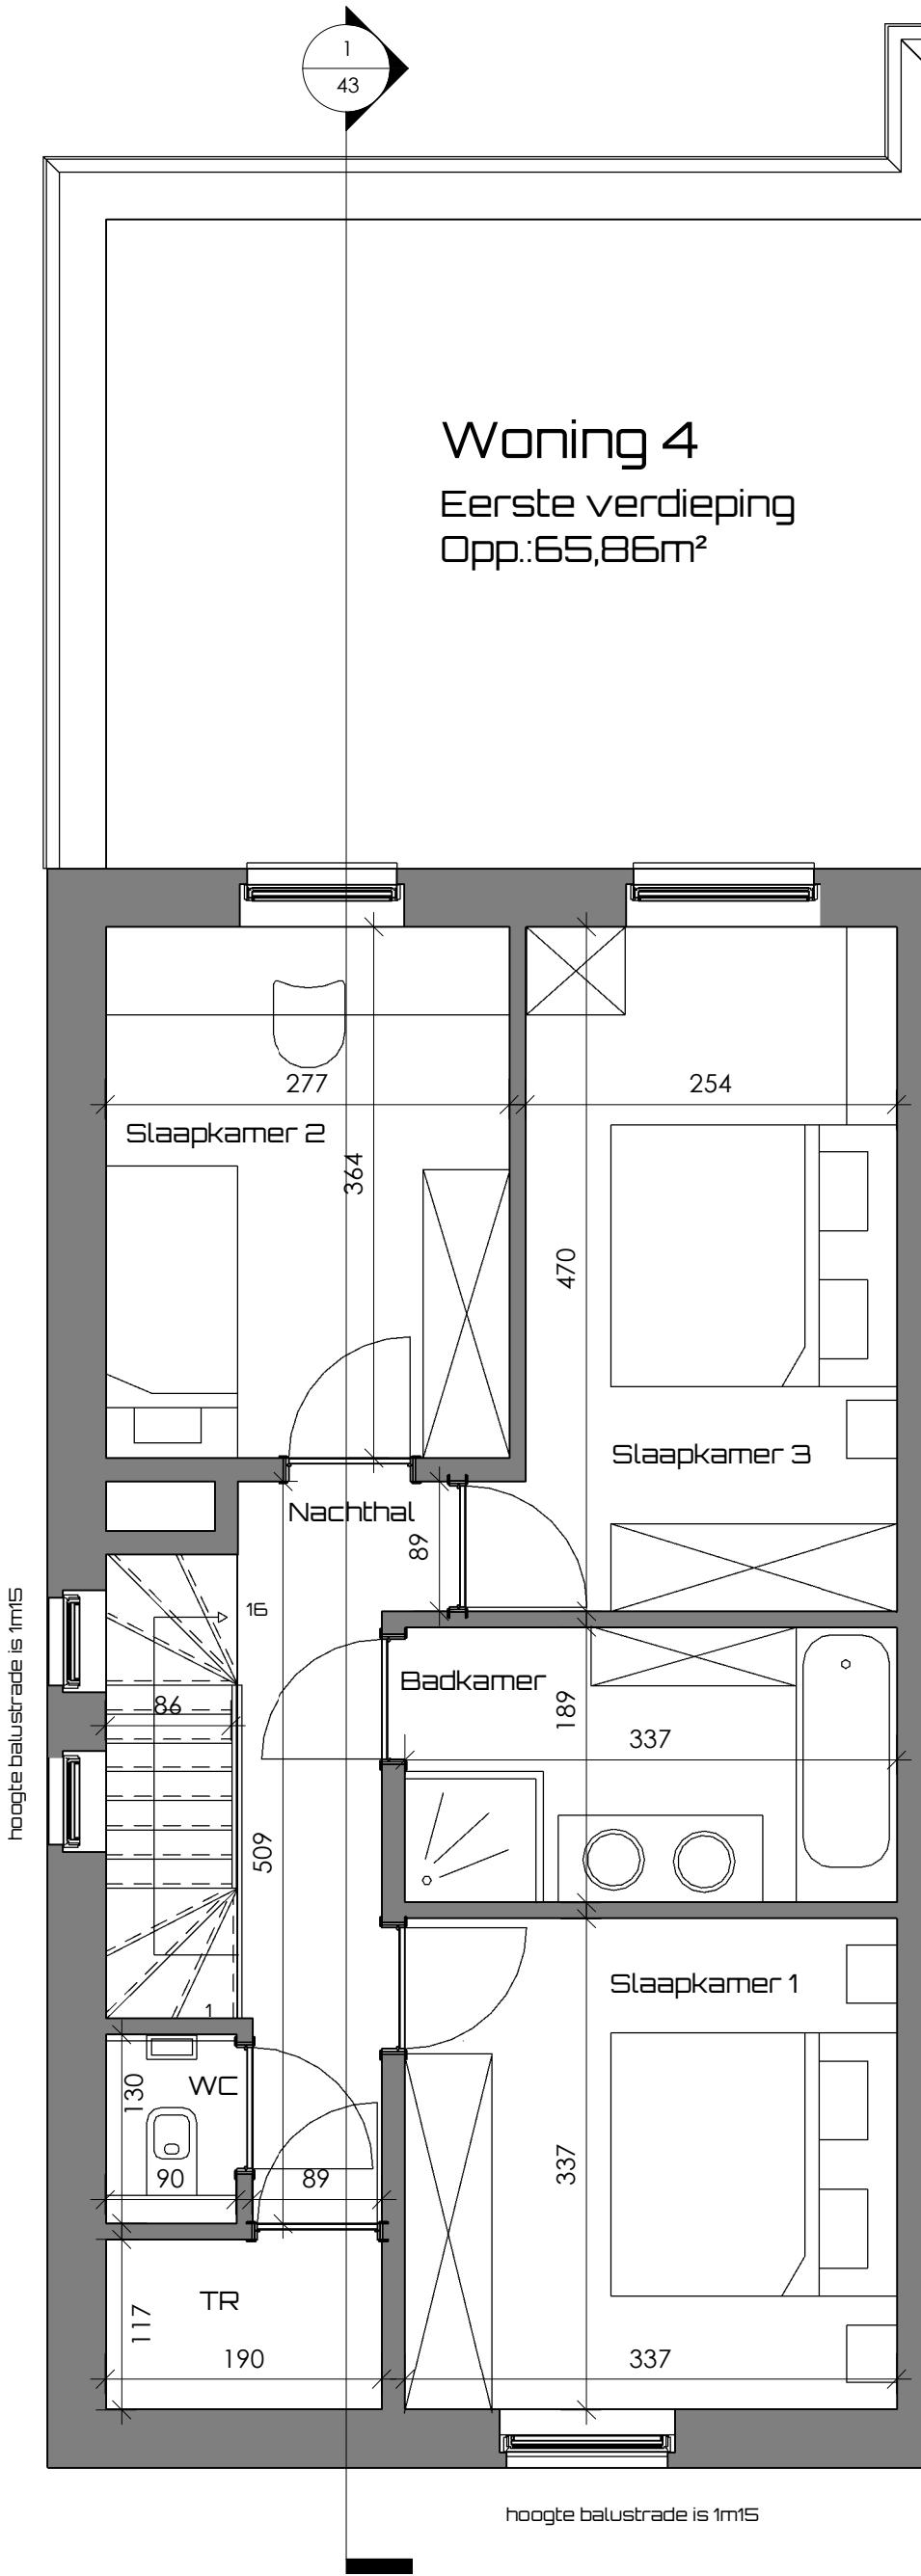 1
43
Woning 4
Eerste verdieping
Opp.:65,86m²
277
254
Slaapkamer 2
364
470
Slaapkamer 3
Nachthal
89
hoogte balustrade is 1m15
16
Badkamer
86
189
337
509
Slaapkamer 1
1
WC
130
90
89
337
TR
117
190
337
hoogte balustrade is 1m15